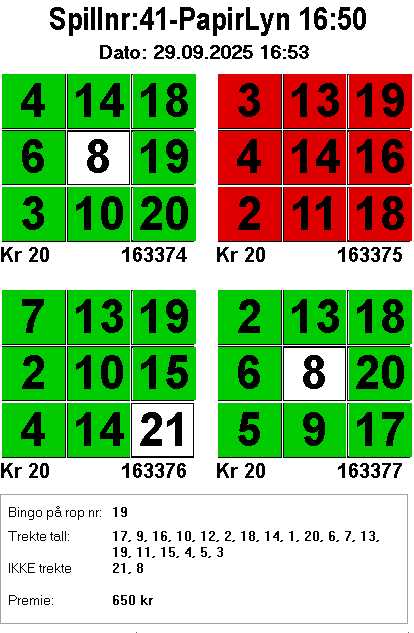 Spillnr:41-PapirLyn 16:50
Dato: 29.09.2025 16:53
4 14 18
6 8 19
3 10 20
Kr 20 163374
3 13 19
4 14 16
2 11 18
Kr 20 163375
7 13 19
2 10 15
4 14 21
Kr 20 163376
2 13 18
6 8 20
5 9 17
Kr 20 163377
Bingo på rop nr: 19
Trekte tall: 17, 9, 16, 10, 12, 2, 18, 14, 1, 20, 6, 7, 13,
19, 11, 15, 4, 5, 3
IKKE trekte 21, 8
Premie: 650 kr